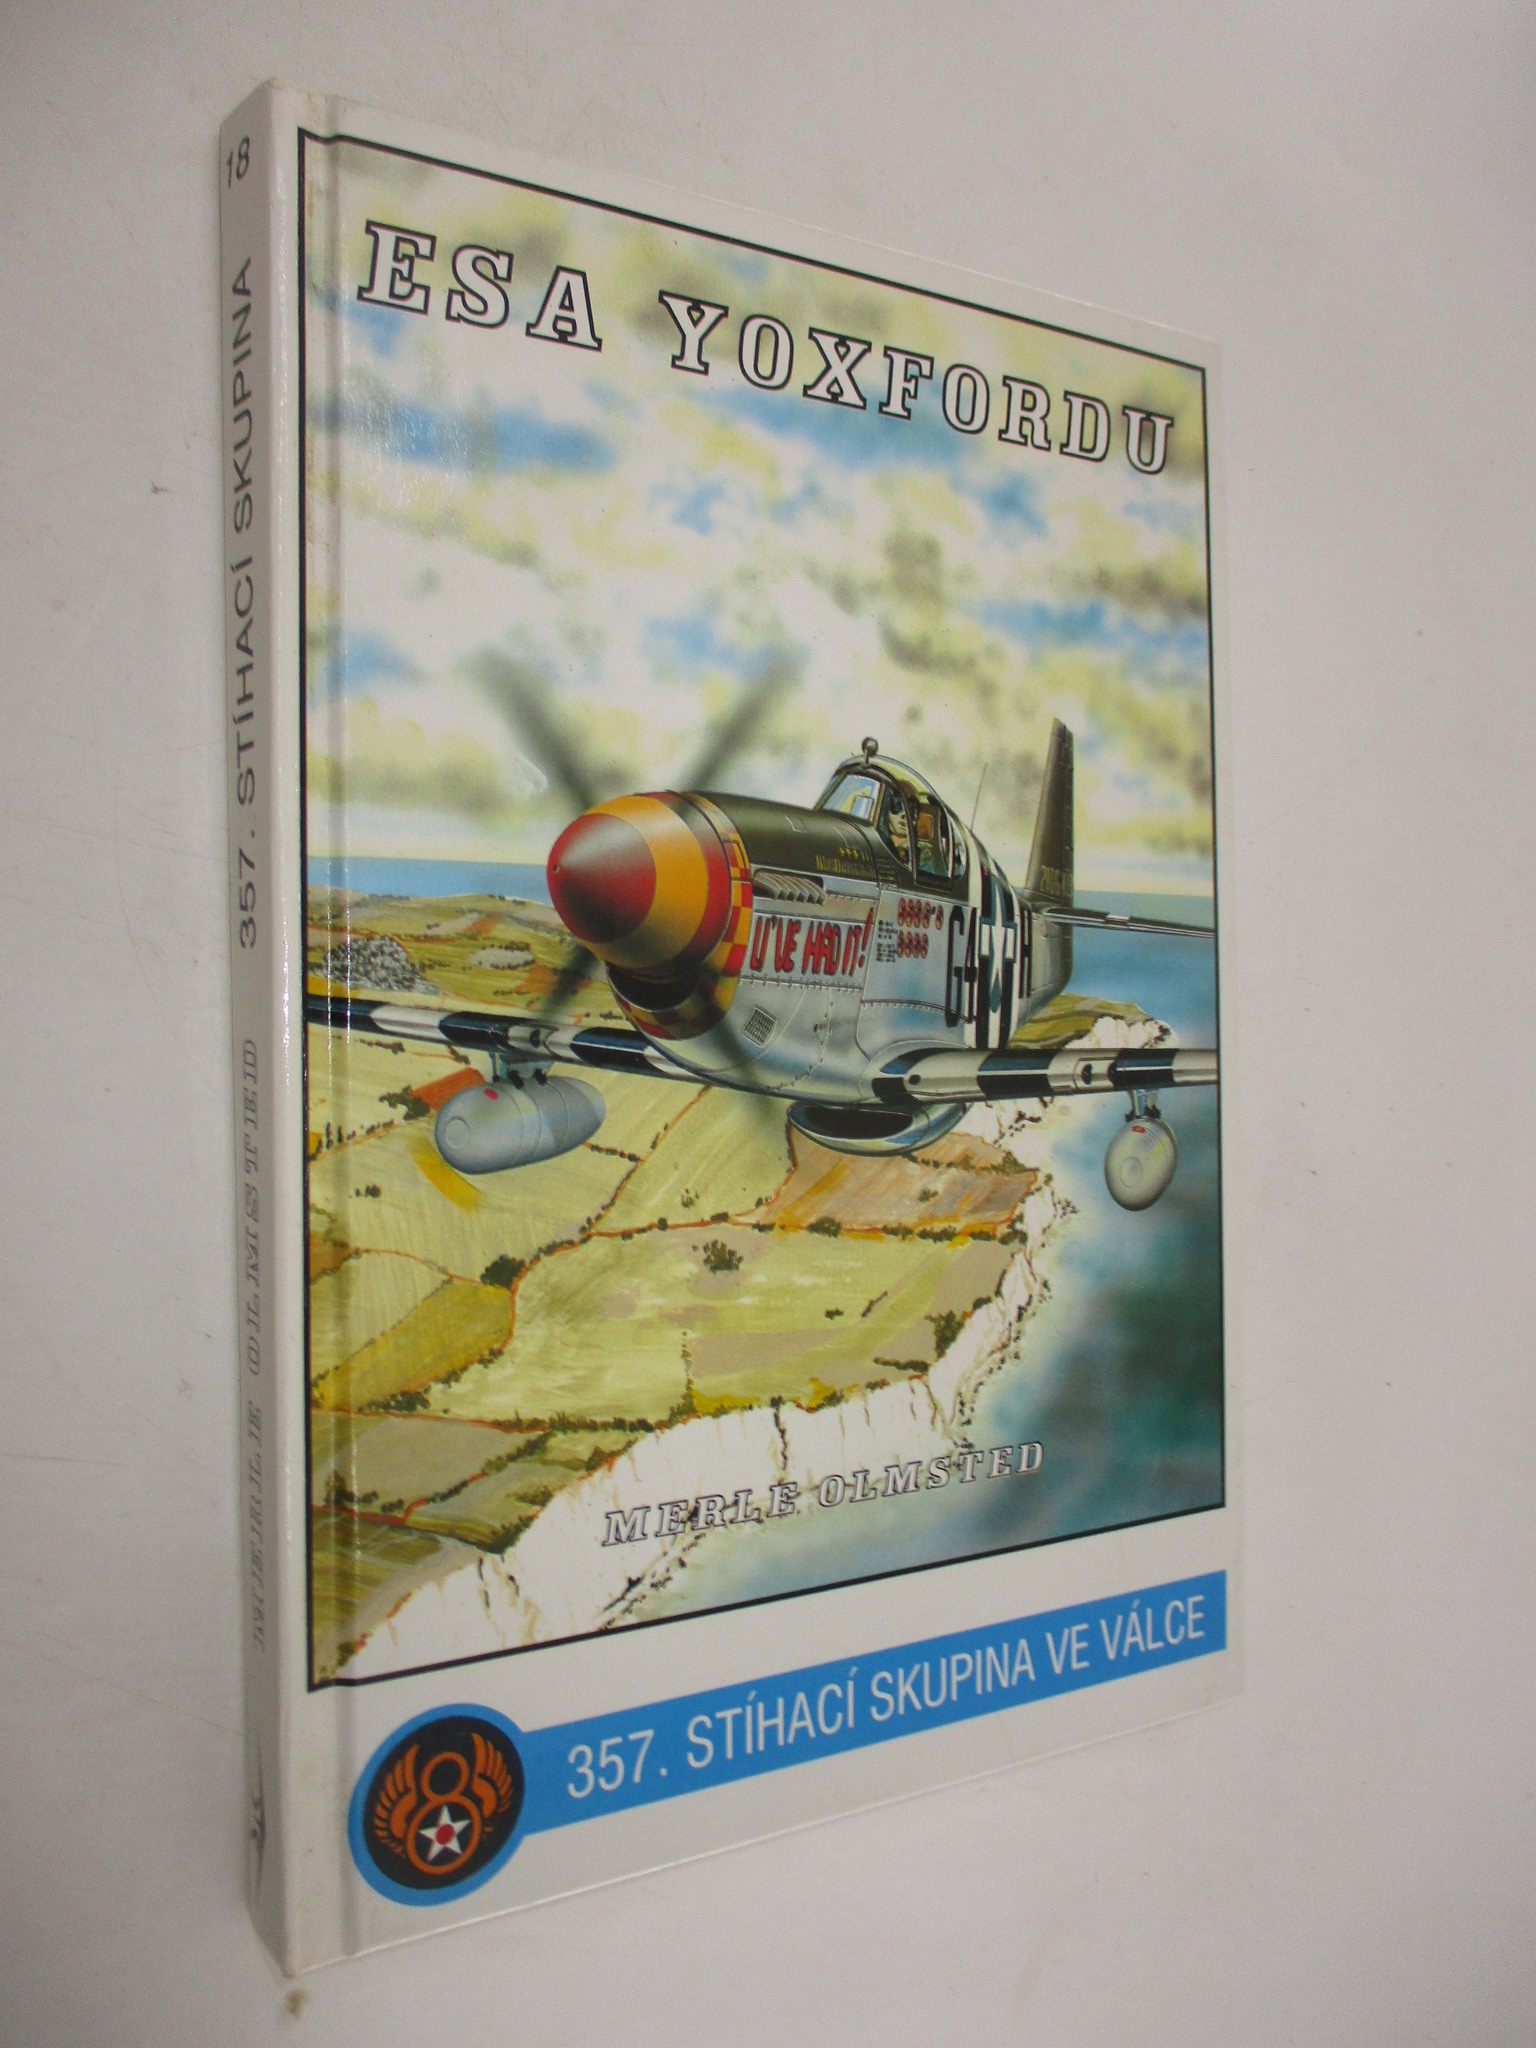 ESA YOXFORDU
U'VE HAD IT!
G4 H
MERLE OLMSTED
357. STÍHACÍ SKUPINA VE VÁLCE
MERLE OLMSTED 357. STÍHACÍ SKUPINA 18